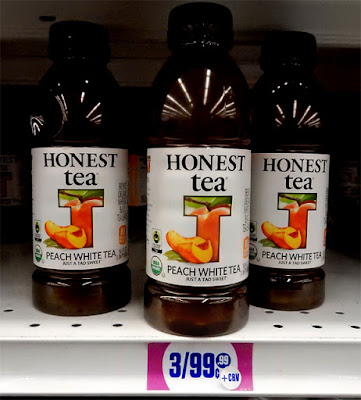 HONEST
tea
PEACH WHITE TEA
JUST A TAD SWEET
HONEST
tea
PEACH WHITE TEA
JUST A TAD SWEET
HONEST
tea
PEACH WHITE TEA
JUST A TAD SWEET
3/99¢ .99
+CRV